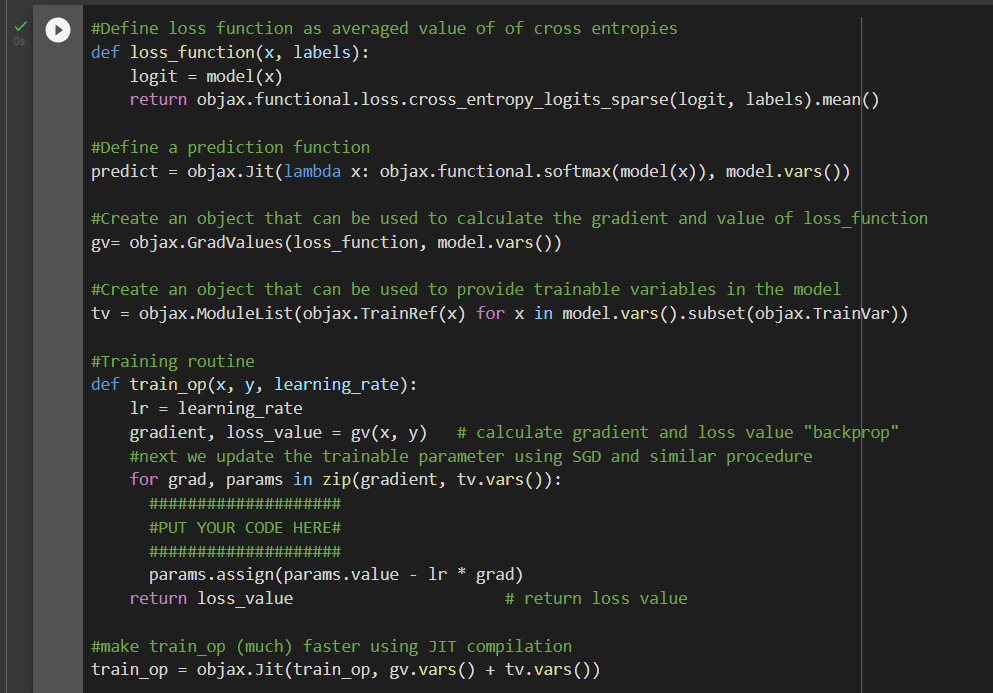 0s
#Define loss function as averaged value of of cross entropies
def loss_function(x, labels):
    logit = model(x)
    return objax.functional.loss.cross_entropy_logits_sparse(logit, labels).mean()
#Define a prediction function
predict = objax.Jit(lambda x: objax.functional.softmax(model(x)), model.vars())
#Create an object that can be used to calculate the gradient and value of loss_function
gv= objax.GradValues(loss_function, model.vars())
#Create an object that can be used to provide trainable variables in the model
tv = objax.ModuleList(objax.TrainRef(x) for x in model.vars().subset(objax.TrainVar))
#Training routine
def train_op(x, y, learning_rate):
    lr = learning_rate
    gradient, loss_value = gv(x, y)   # calculate gradient and loss value "backprop"
    #next we update the trainable parameter using SGD and similar procedure
    for grad, params in zip(gradient, tv.vars()):
      ####################
      #PUT YOUR CODE HERE#
      ####################
      params.assign(params.value - lr * grad)
    return loss_value                      # return loss value
#make train_op (much) faster using JIT compilation
train_op = objax.Jit(train_op, gv.vars() + tv.vars())